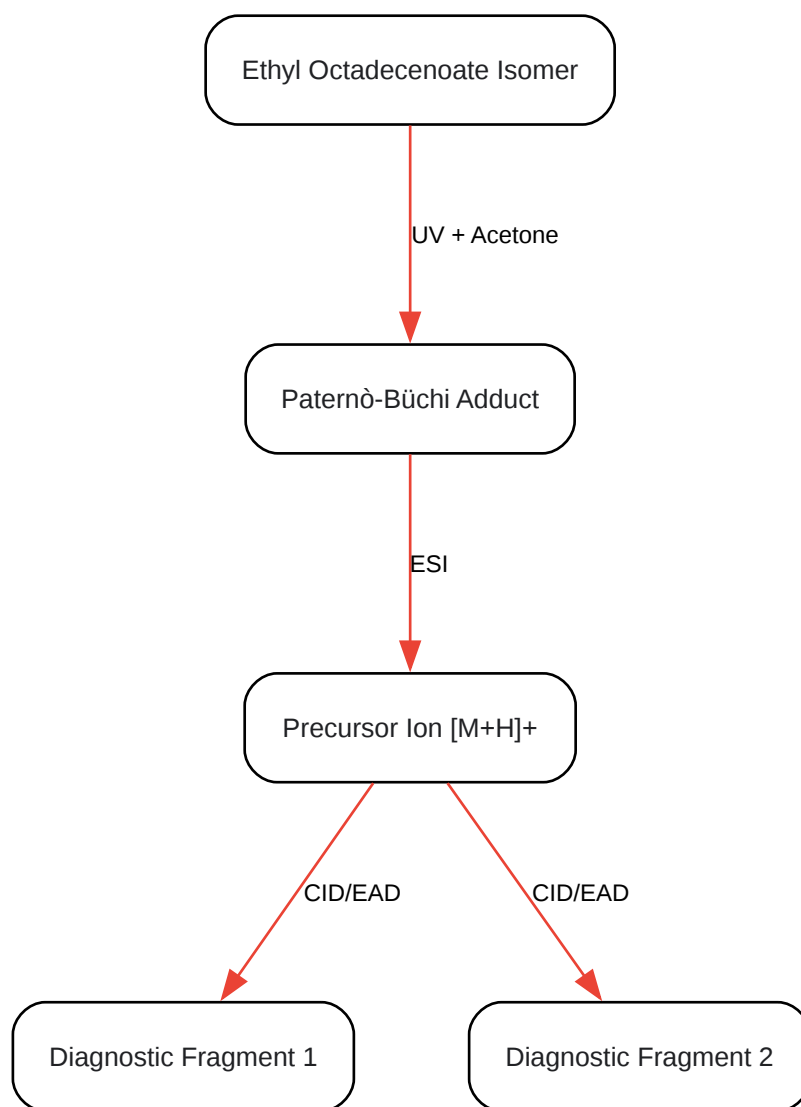 Ethyl Octadecenoate Isomer
UV + Acetone
Paternò-Büchi Adduct
ESI
Precursor Ion [M+H]+
CID/EAD
CID/EAD
Diagnostic Fragment 1
Diagnostic Fragment 2